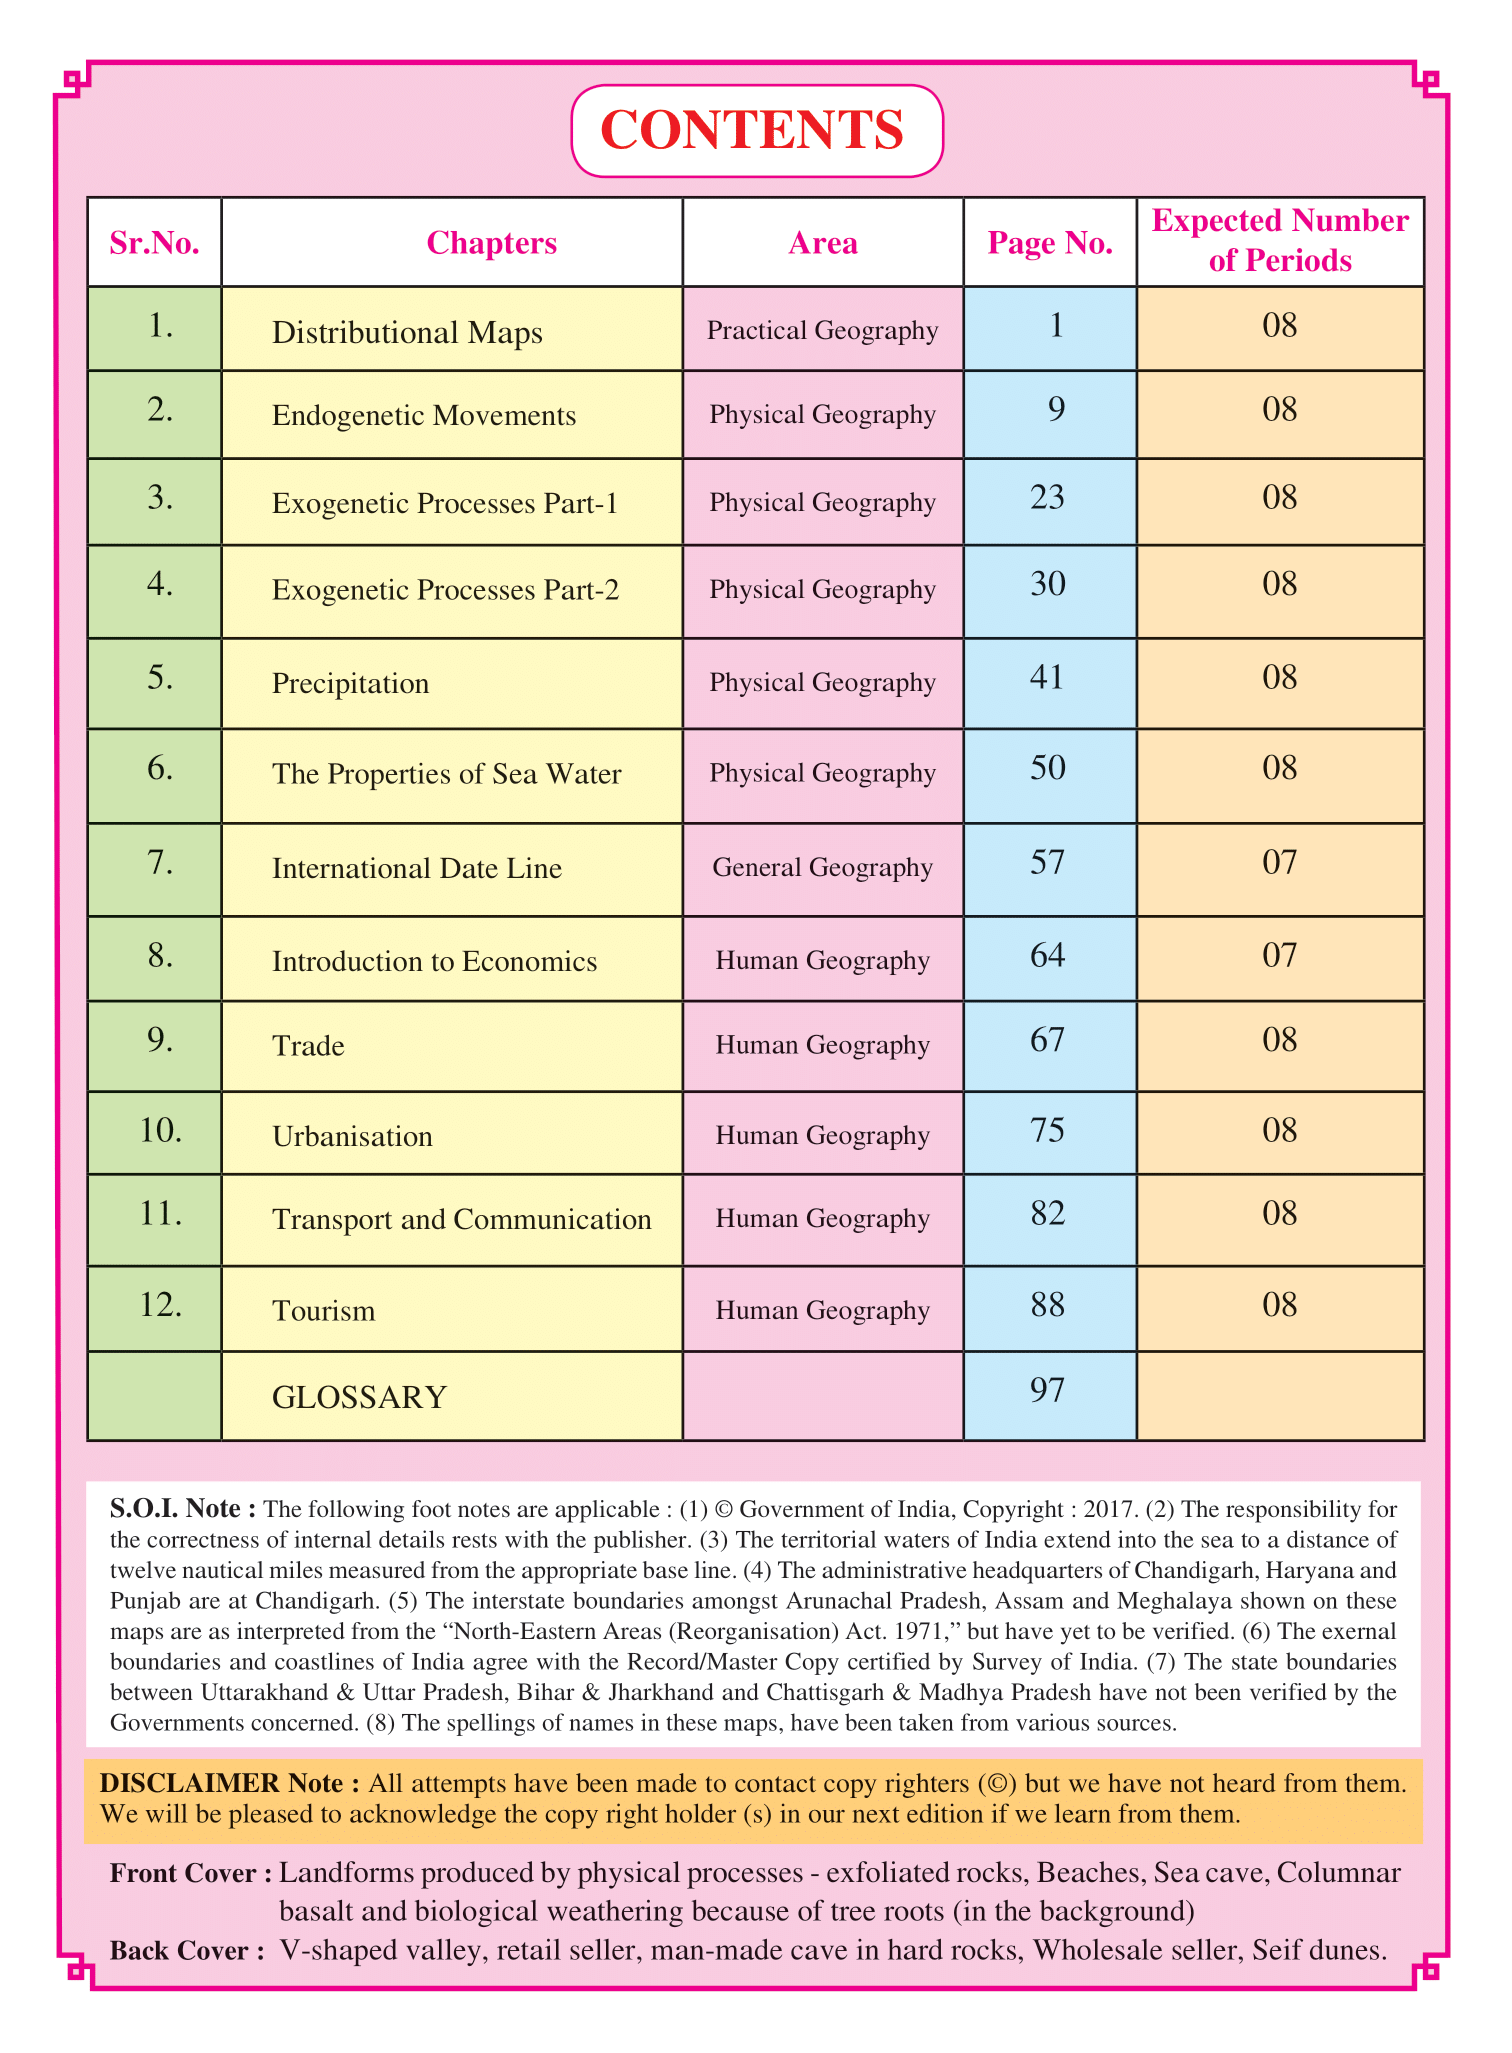 CONTENTS
Sr.No. Chapters Area Page No. Expected Number of Periods
1. Distributional Maps Practical Geography 1 08
2. Endogenetic Movements Physical Geography 9 08
3. Exogenetic Processes Part-1 Physical Geography 23 08
4. Exogenetic Processes Part-2 Physical Geography 30 08
5. Precipitation Physical Geography 41 08
6. The Properties of Sea Water Physical Geography 50 08
7. International Date Line General Geography 57 07
8. Introduction to Economics Human Geography 64 07
9. Trade Human Geography 67 08
10. Urbanisation Human Geography 75 08
11. Transport and Communication Human Geography 82 08
12. Tourism Human Geography 88 08
GLOSSARY 97
S.O.I. Note : The following foot notes are applicable : (1) © Government of India, Copyright : 2017. (2) The responsibility for
the correctness of internal details rests with the publisher. (3) The territorial waters of India extend into the sea to a distance of
twelve nautical miles measured from the appropriate base line. (4) The administrative headquarters of Chandigarh, Haryana and
Punjab are at Chandigarh. (5) The interstate boundaries amongst Arunachal Pradesh, Assam and Meghalaya shown on these
maps are as interpreted from the “North-Eastern Areas (Reorganisation) Act. 1971,” but have yet to be verified. (6) The exernal
boundaries and coastlines of India agree with the Record/Master Copy certified by Survey of India. (7) The state boundaries
between Uttarakhand & Uttar Pradesh, Bihar & Jharkhand and Chattisgarh & Madhya Pradesh have not been verified by the
Governments concerned. (8) The spellings of names in these maps, have been taken from various sources.
DISCLAIMER Note : All attempts have been made to contact copy righters (©) but we have not heard from them.
We will be pleased to acknowledge the copy right holder (s) in our next edition if we learn from them.
Front Cover : Landforms produced by physical processes - exfoliated rocks, Beaches, Sea cave, Columnar
basalt and biological weathering because of tree roots (in the background)
Back Cover : V-shaped valley, retail seller, man-made cave in hard rocks, Wholesale seller, Seif dunes.